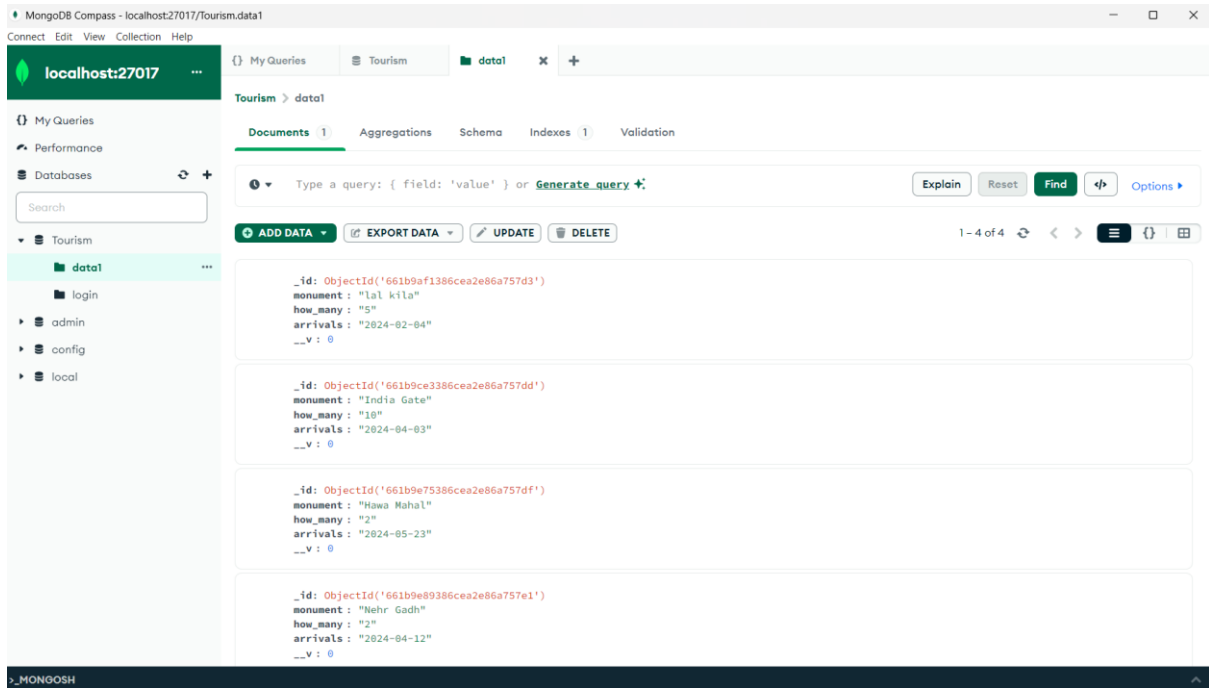 MongoDB Compass - localhost:27017/Tourism.data1
Connect Edit View Collection Help
localhost:27017 ...
{} My Queries
Performance
Databases
Search
Tourism
data1 ...
login
admin
config
local
{} My Queries Tourism data1
Tourism > data1
Documents 1 Aggregations Schema Indexes 1 Validation
Type a query: { field: 'value' } or Generate query
Explain Reset Find </> Options
ADD DATA EXPORT DATA UPDATE DELETE
1 - 4 of 4 {}
_id: ObjectId('661b9af1386cea2e86a757d3')
monument : "lal kila"
how_many : "5"
arrivals : "2024-02-04"
__v : 0
_id: ObjectId('661b9ce3386cea2e86a757dd')
monument : "India Gate"
how_many : "10"
arrivals : "2024-04-03"
__v : 0
_id: ObjectId('661b9e75386cea2e86a757df')
monument : "Hawa Mahal"
how_many : "2"
arrivals : "2024-05-23"
__v : 0
_id: ObjectId('661b9e89386cea2e86a757e1')
monument : "Nehr Gadh"
how_many : "2"
arrivals : "2024-04-12"
__v : 0
>_MONGOSH